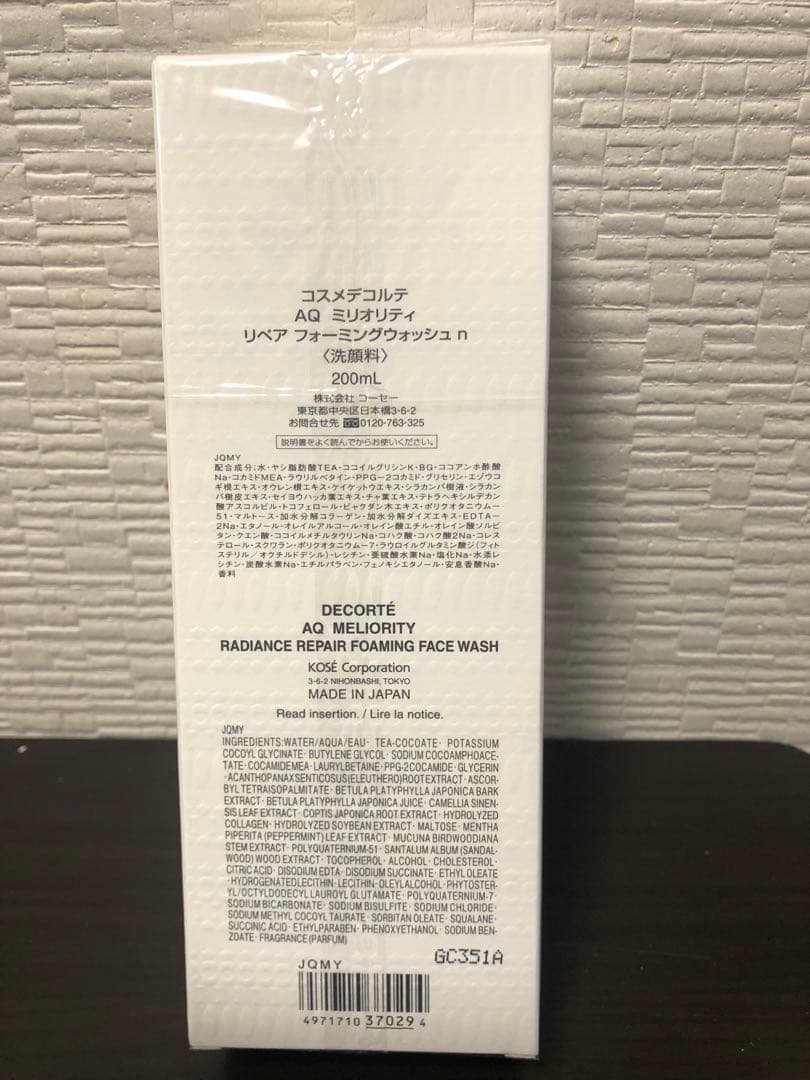 コスメデコルテ
AQ ミリオリティ
リペア フォーミングウォッシュ n
〈洗顔料〉
200mL
株式会社 コーセー
東京都中央区日本橋3-6-2
お問合せ先 0120-763-325
説明書をよく読んでからお使いください。
JQMY
配合成分:水・ヤシ脂肪酸TEA・ココイルグリシンK・BG・ココアンホ酢酸
Na・コカミドMEA・ラウリルベタイン・PPG-2コカミド・グリセリン・エゾウコ
ギ根エキス・オウレン根エキス・ケイケットウエキス・シラカンバ樹液・シラカン
バ樹皮エキス・セイヨウハッカ葉エキス・チャ葉エキス・テトラヘキシルデカン
酸アスコルビル・トコフェロール・ビャクダン木エキス・ポリクオタニウム-
51・マルトース・加水分解コラーゲン・加水分解ダイズエキス・EDTA-
2Na・エタノール・オレイルアルコール・オレイン酸エチル・オレイン酸ソルビ
タン・クエン酸・ココイルメチルタウリンNa・コハク酸・コハク酸2Na・コレス
テロール・スクワラン・ポリクオタニウム-7・ラウロイルグルタミン酸ジ(フィト
ステリル/オクチルドデシル)・レシチン・亜硫酸水素Na・塩化Na・水添レ
シチン・炭酸水素Na・エチルパラベン・フェノキシエタノール・安息香酸Na・
香料
DECORTÉ
AQ MELIORITY
RADIANCE REPAIR FOAMING FACE WASH
KOSÉ Corporation
3-6-2 NIHONBASHI, TOKYO
MADE IN JAPAN
Read insertion. / Lire la notice.
JQMY
INGREDIENTS:WATER/AQUA/EAU· TEA-COCOATE· POTASSIUM
COCOYL GLYCINATE· BUTYLENE GLYCOL· SODIUM COCOAMPHOACE-
TATE· COCAMIDEMEA· LAURYLBETAINE· PPG-2COCAMIDE· GLYCERIN
·ACANTHOPANAXSENTICOSUS(ELEUTHERO)ROOTEXTRACT· ASCOR-
BYL TETRAISOPALMITATE· BETULA PLATYPHYLLA JAPONICA BARK
EXTRACT· BETULA PLATYPHYLLA JAPONICA JUICE· CAMELLIA SINEN-
SIS LEAF EXTRACT· COPTIS JAPONICA ROOT EXTRACT· HYDROLYZED
COLLAGEN· HYDROLYZED SOYBEAN EXTRACT· MALTOSE· MENTHA
PIPERITA (PEPPERMINT) LEAF EXTRACT· MUCUNA BIRDWOODIANA
STEM EXTRACT· POLYQUATERNIUM-51· SANTALUM ALBUM (SANDAL-
WOOD) WOOD EXTRACT· TOCOPHEROL· ALCOHOL· CHOLESTEROL·
CITRIC ACID· DISODIUM EDTA· DISODIUM SUCCINATE· ETHYL OLEATE
·HYDROGENATEDLECITHIN· LECITHIN· OLEYLALCOHOL· PHYTOSTER-
YL/OCTYLDODECYL LAUROYL GLUTAMATE· POLYQUATERNIUM-7·
SODIUM BICARBONATE· SODIUM BISULFITE· SODIUM CHLORIDE·
SODIUM METHYL COCOYL TAURATE· SORBITAN OLEATE· SQUALANE·
SUCCINIC ACID· ETHYLPARABEN· PHENOXYETHANOL· SODIUM BEN-
ZOATE· FRAGRANCE (PARFUM)
GC351A
JQMY
4971710 37029 4